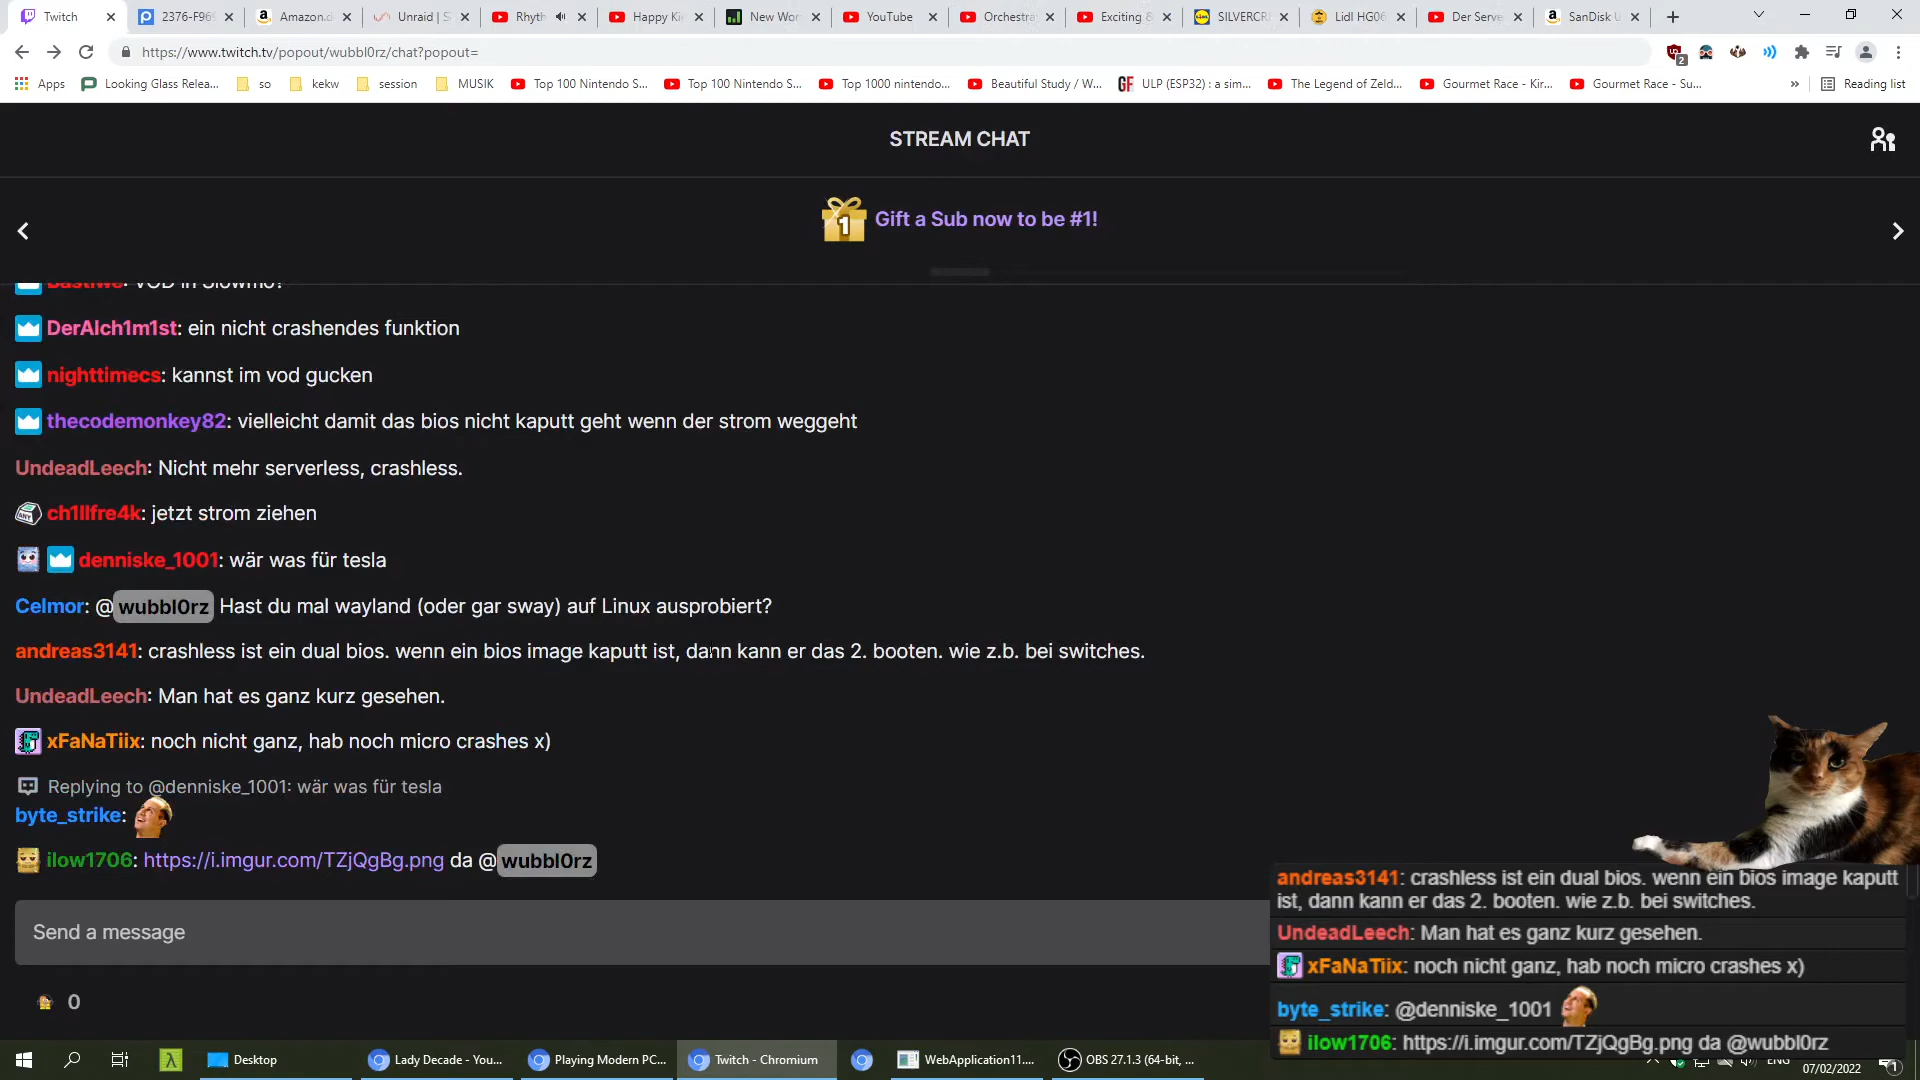 Twitch
2376-F969
Amazon.d
Unraid | S
Rhyth
Happy Ki
New Wor
YouTube
Orchestra
Exciting &
SILVERCR
Lidl HG06
Der Serve
SanDisk U
https://www.twitch.tv/popout/wubbl0rz/chat?popout=
2
Apps
Looking Glass Relea...
so
kekw
session
MUSIK
Top 100 Nintendo S...
Top 100 Nintendo S...
Top 1000 nintendo...
Beautiful Study / W...
ULP (ESP32) : a sim...
The Legend of Zeld...
Gourmet Race - Kir...
Gourmet Race - Su...
»
Reading list
STREAM CHAT
1
Gift a Sub now to be #1!
Bastiwe: VOD in Slowmo?
DerAlch1m1st: ein nicht crashendes funktion
nighttimecs: kannst im vod gucken
thecodemonkey82: vielleicht damit das bios nicht kaputt geht wenn der strom weggeht
UndeadLeech: Nicht mehr serverless, crashless.
ch1llfre4k: jetzt strom ziehen
denniske_1001: wär was für tesla
Celmor: @wubbl0rz Hast du mal wayland (oder gar sway) auf Linux ausprobiert?
andreas3141: crashless ist ein dual bios. wenn ein bios image kaputt ist, dann kann er das 2. booten. wie z.b. bei switches.
UndeadLeech: Man hat es ganz kurz gesehen.
xFaNaTiix: noch nicht ganz, hab noch micro crashes x)
Replying to @denniske_1001: wär was für tesla
byte_strike:
ilow1706: https://i.imgur.com/TZjQgBg.png da @wubbl0rz
Send a message
0
andreas3141: crashless ist ein dual bios. wenn ein bios image kaputt
ist, dann kann er das 2. booten. wie z.b. bei switches.
UndeadLeech: Man hat es ganz kurz gesehen.
xFaNaTiix: noch nicht ganz, hab noch micro crashes x)
byte_strike: @denniske_1001
ilow1706: https://i.imgur.com/TZjQgBg.png da @wubbl0rz
Desktop
Lady Decade - You...
Playing Modern PC...
Twitch - Chromium
WebApplication11....
OBS 27.1.3 (64-bit, ...
ENG
07/02/2022
1